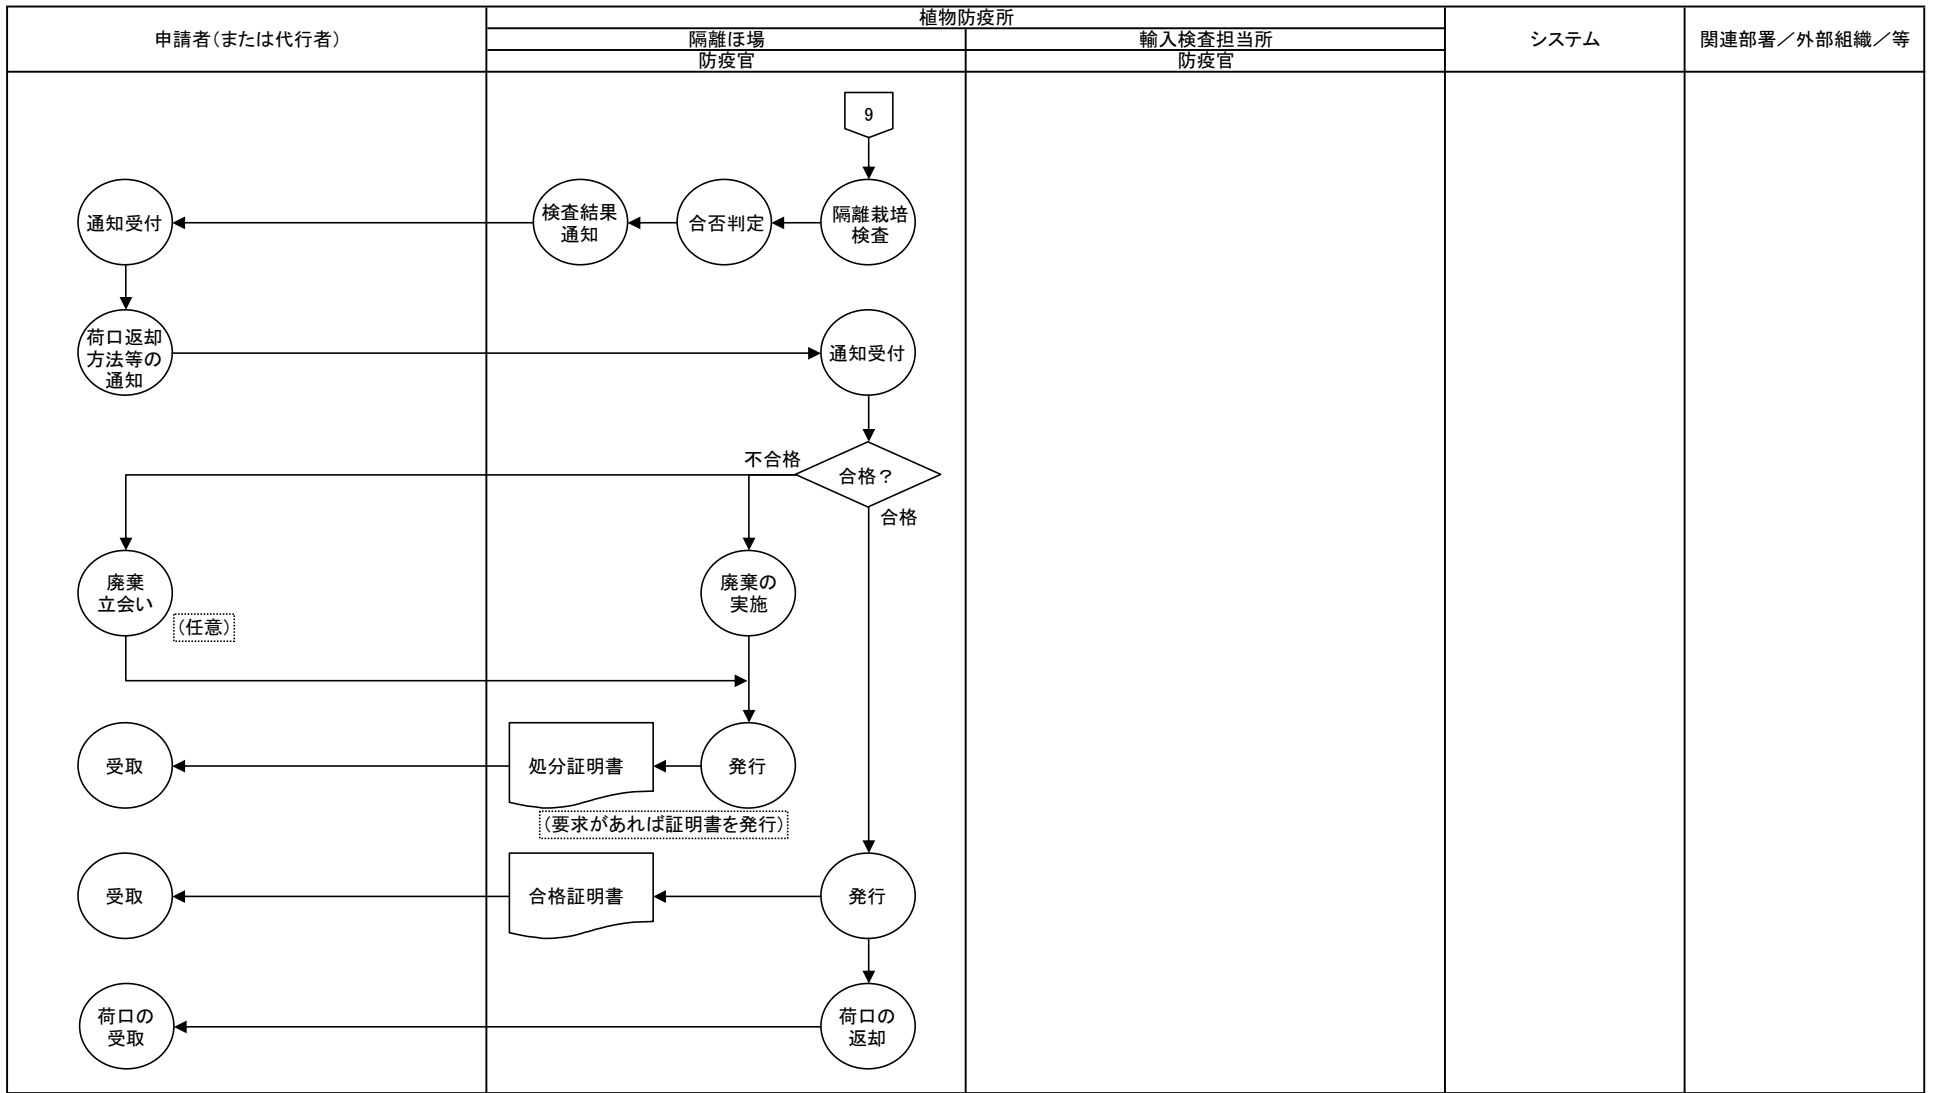 植物防疫所
申請者(または代行者)
隔離ほ場
輸入検査担当所
システム
関連部署／外部組織／等
防疫官
防疫官
9
通知受付
検査結果
通知
合否判定
隔離栽培
検査
荷口返却
方法等の
通知
通知受付
不合格
合格？
合格
廃棄
立会い
(任意)
廃棄の
実施
受取
処分証明書
発行
(要求があれば証明書を発行)
受取
合格証明書
発行
荷口の
受取
荷口の
返却